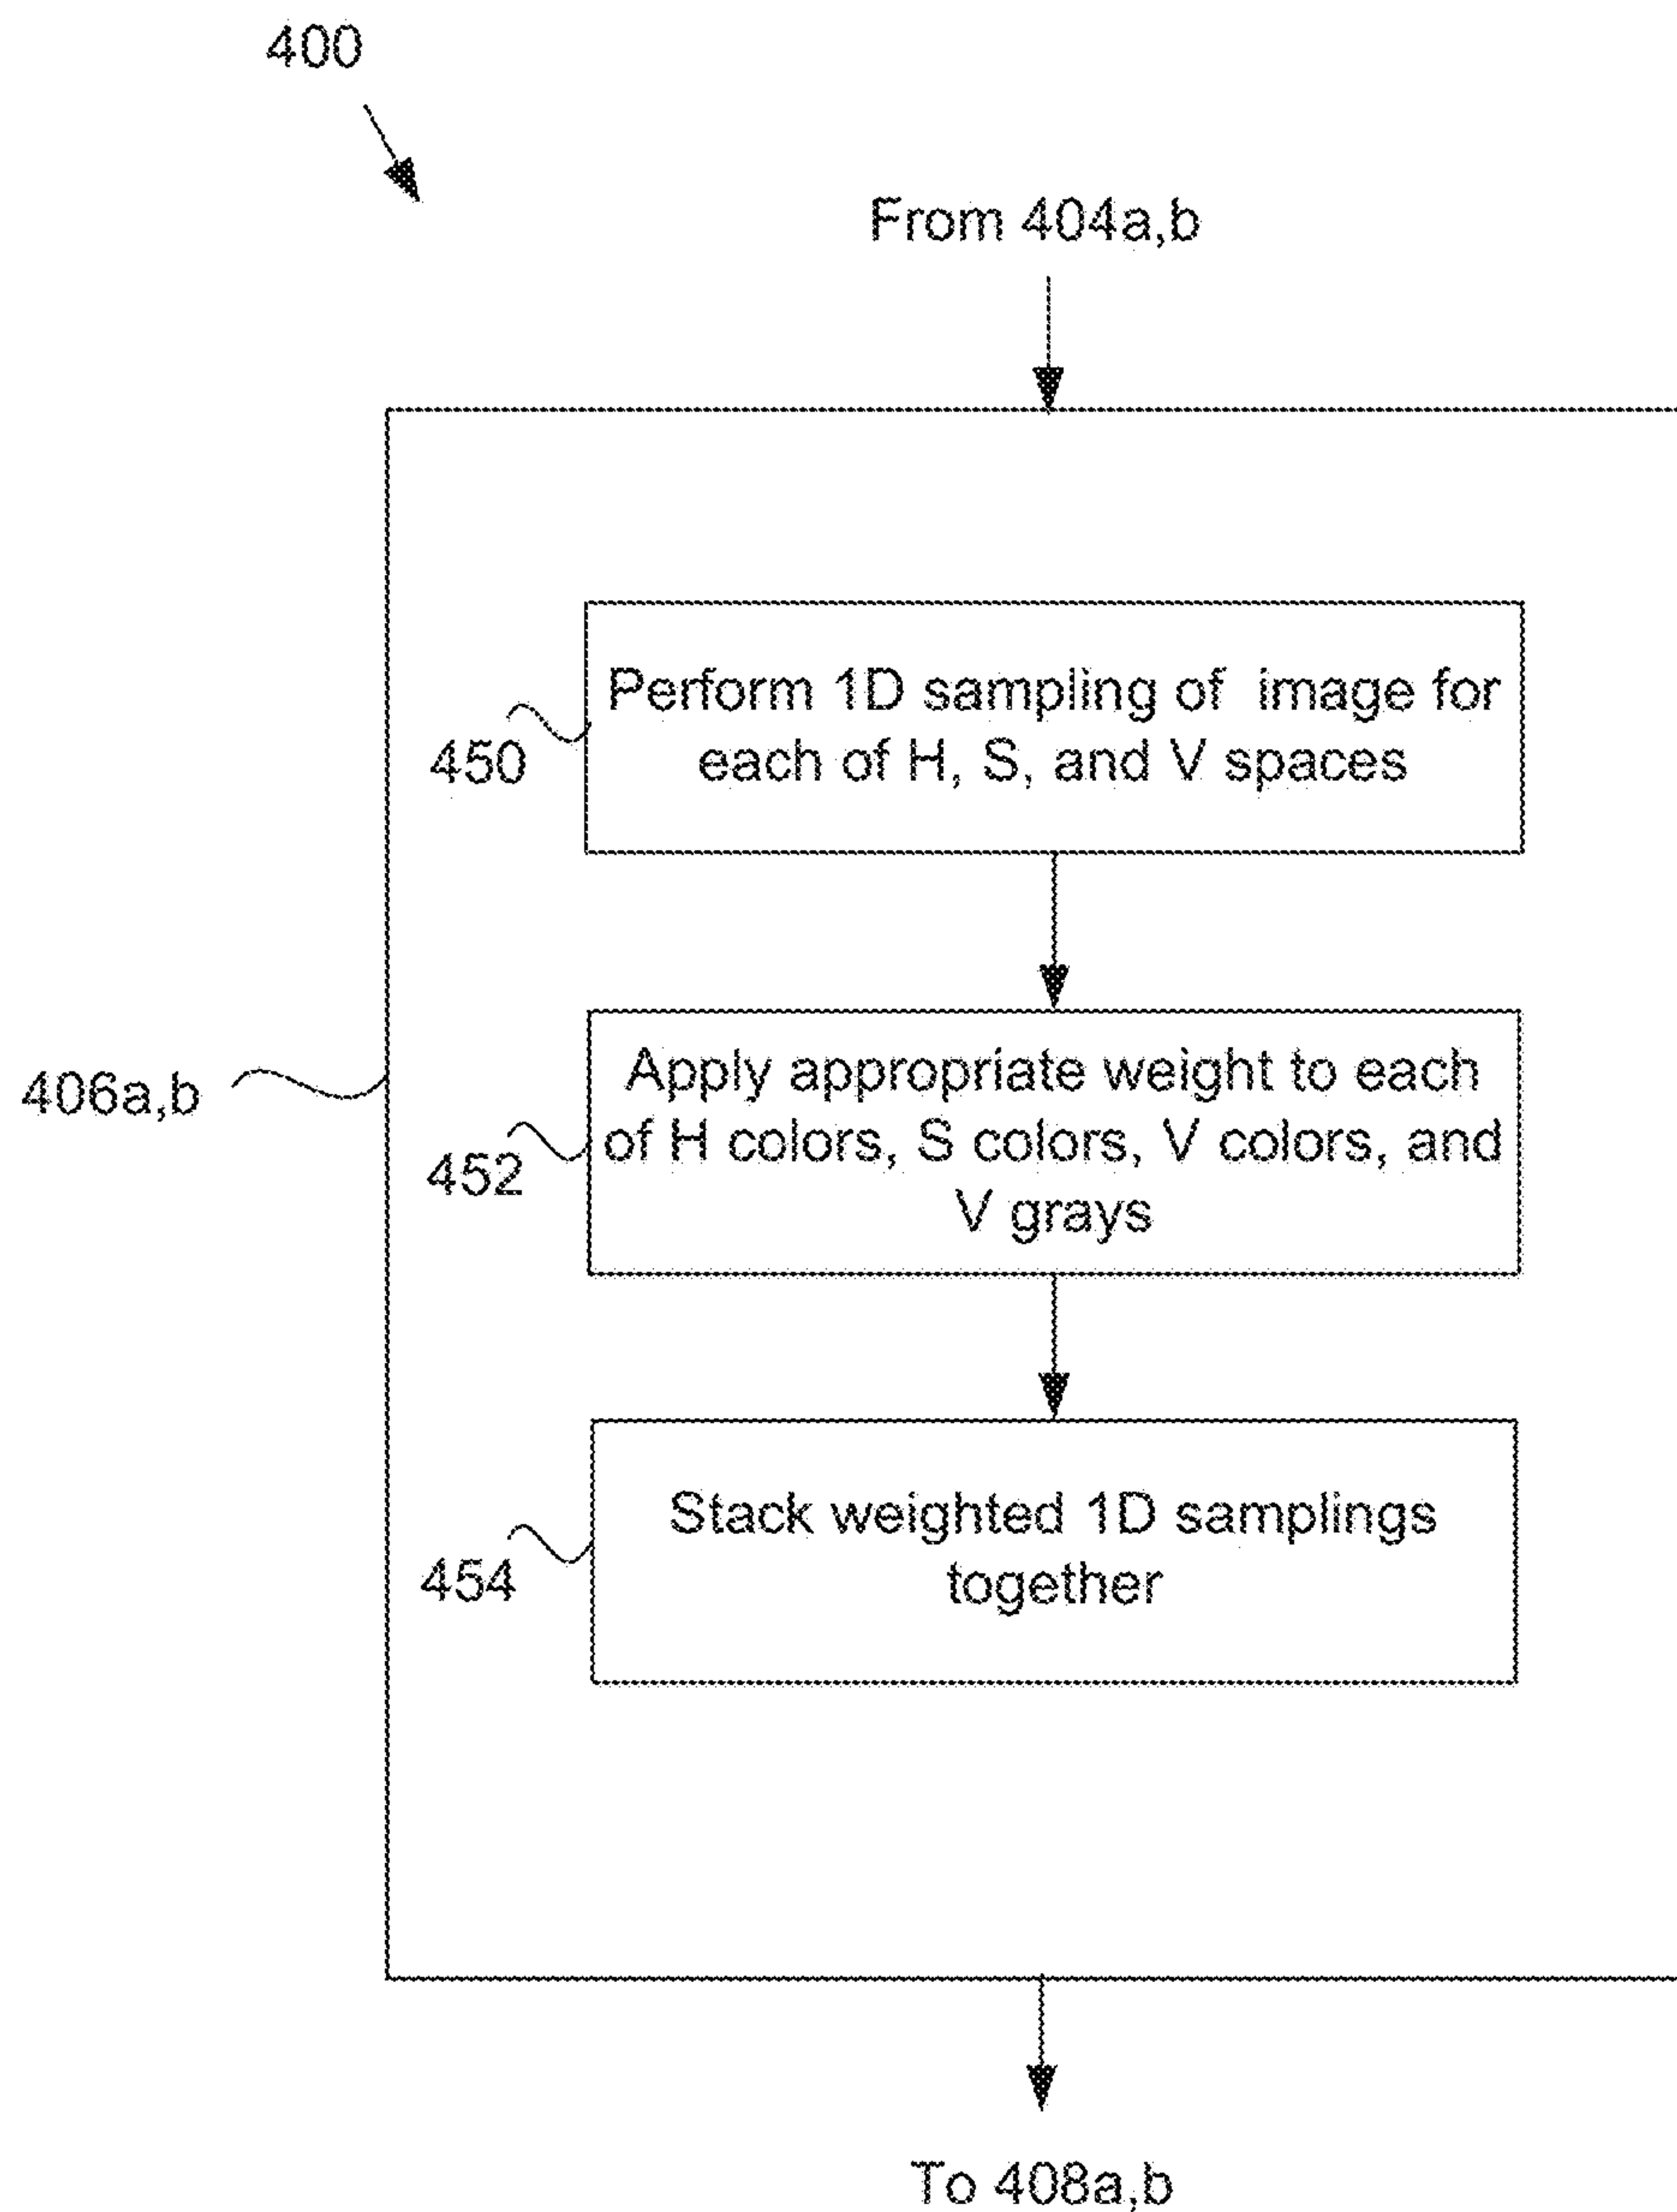 400
From 404a,b
Perform 1D sampling of image for
each of H, S, and V spaces
450
Apply appropriate weight to each
of H colors, S colors, V colors, and
V grays
406a,b
452
Stack weighted 1D samplings
together
454
To 408a,b